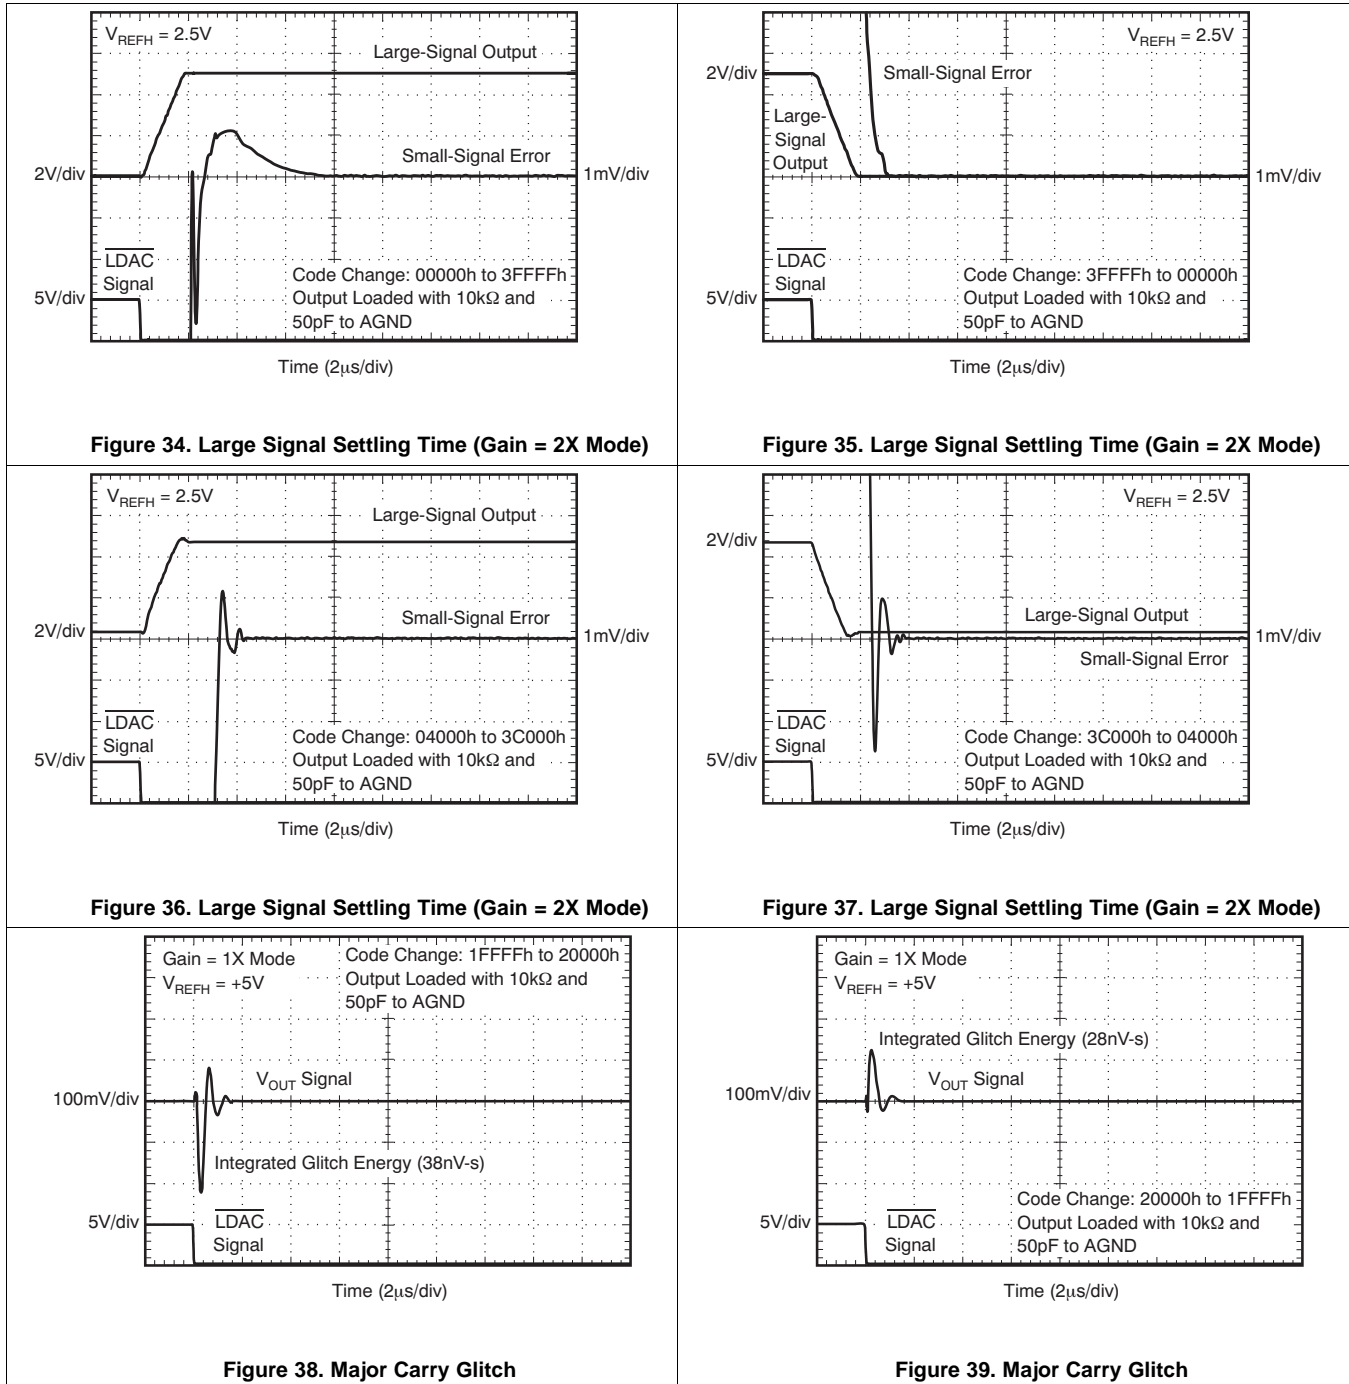 V_REFH = 2.5V
Large-Signal Output
Small-Signal Error
2V/div
1mV/div
LDAC
Signal
5V/div
Code Change: 00000h to 3FFFFh
Output Loaded with 10kΩ and
50pF to AGND
Time (2μs/div)
Figure 34. Large Signal Settling Time (Gain = 2X Mode)
V_REFH = 2.5V
2V/div
Small-Signal Error
Large-
Signal
Output
1mV/div
LDAC
Signal
5V/div
Code Change: 3FFFFh to 00000h
Output Loaded with 10kΩ and
50pF to AGND
Time (2μs/div)
Figure 35. Large Signal Settling Time (Gain = 2X Mode)
V_REFH = 2.5V
Large-Signal Output
Small-Signal Error
2V/div
1mV/div
LDAC
Signal
5V/div
Code Change: 04000h to 3C000h
Output Loaded with 10kΩ and
50pF to AGND
Time (2μs/div)
Figure 36. Large Signal Settling Time (Gain = 2X Mode)
V_REFH = 2.5V
2V/div
Large-Signal Output
1mV/div
Small-Signal Error
LDAC
Signal
5V/div
Code Change: 3C000h to 04000h
Output Loaded with 10kΩ and
50pF to AGND
Time (2μs/div)
Figure 37. Large Signal Settling Time (Gain = 2X Mode)
Gain = 1X Mode
V_REFH = +5V
Code Change: 1FFFFh to 20000h
Output Loaded with 10kΩ and
50pF to AGND
V_OUT Signal
100mV/div
Integrated Glitch Energy (38nV-s)
5V/div
LDAC
Signal
Time (2μs/div)
Figure 38. Major Carry Glitch
Gain = 1X Mode
V_REFH = +5V
Integrated Glitch Energy (28nV-s)
V_OUT Signal
100mV/div
Code Change: 20000h to 1FFFFh
Output Loaded with 10kΩ and
50pF to AGND
5V/div
LDAC
Signal
Time (2μs/div)
Figure 39. Major Carry Glitch